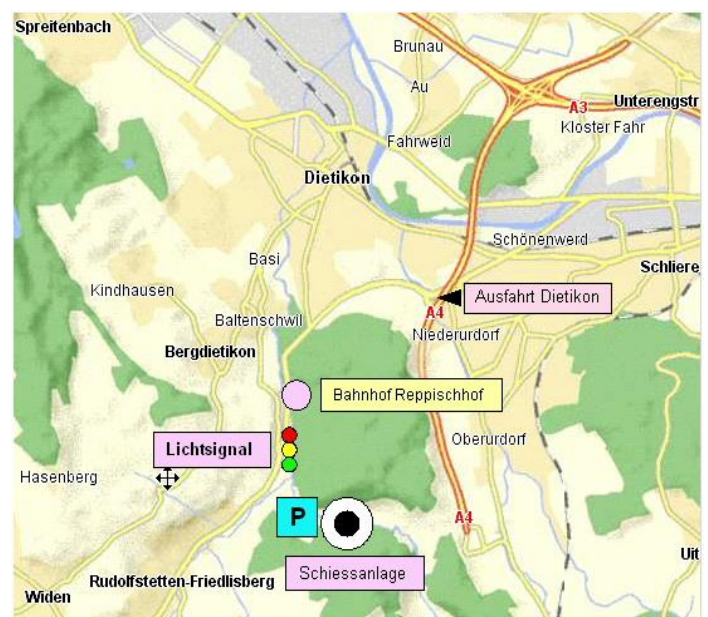 Spreitenbach
Brunau
Au
A3
Unterengstr
Kloster Fahr
Fahrweid
Dietikon
Schönenwerd
Basi
Schliere
Kindhausen
Ausfahrt Dietikon
A4
Baltenschwil
Niederurdorf
Bergdietikon
Bahnhof Reppischhof
Lichtsignal
Oberurdorf
Hasenberg
P
A4
Uit
Schiessanlage
Rudolfstetten-Friedlisberg
Widen